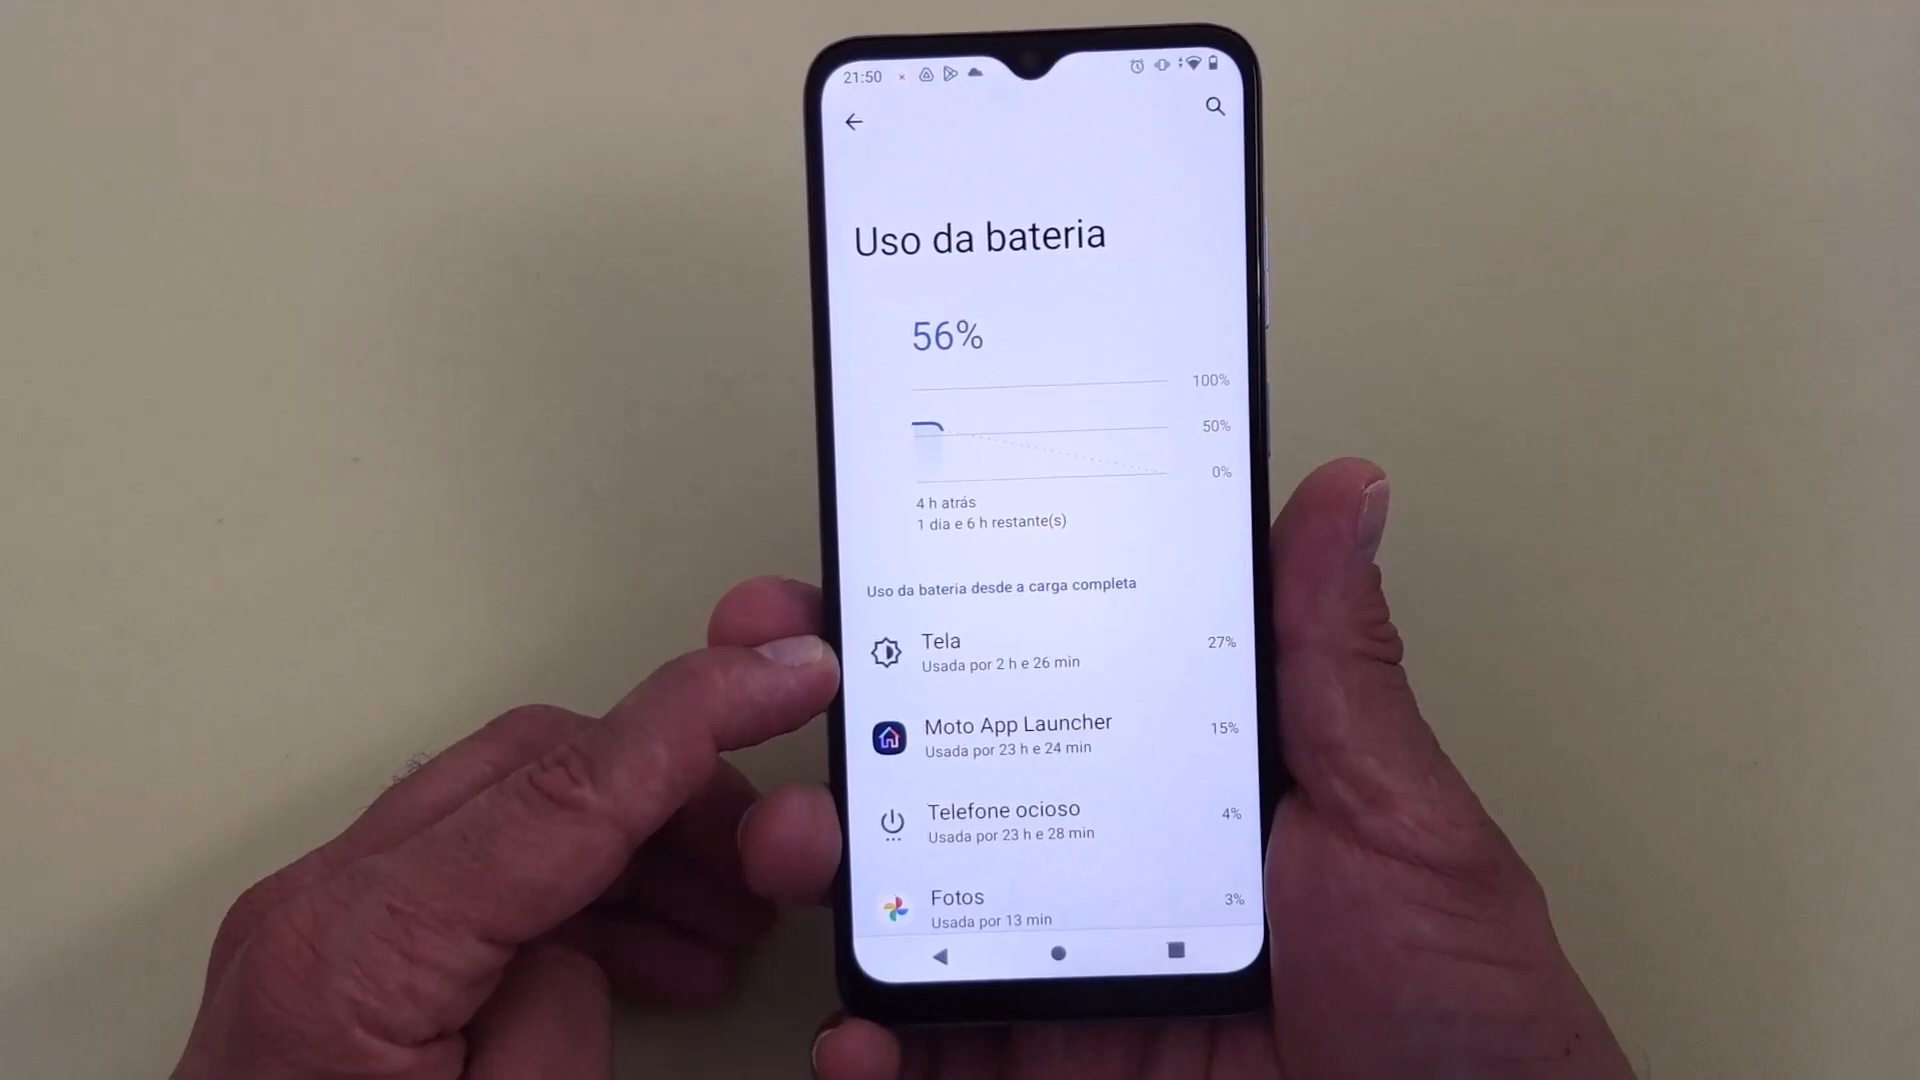 21:50
Uso da bateria
56%
100%
50%
0%
4 h atrás
1 dia e 6 h restante(s)
Uso da bateria desde a carga completa
Tela
27%
Usada por 2 h e 26 min
Moto App Launcher
15%
Usada por 23 h e 24 min
Telefone ocioso
4%
Usada por 23 h e 28 min
Fotos
3%
Usada por 13 min